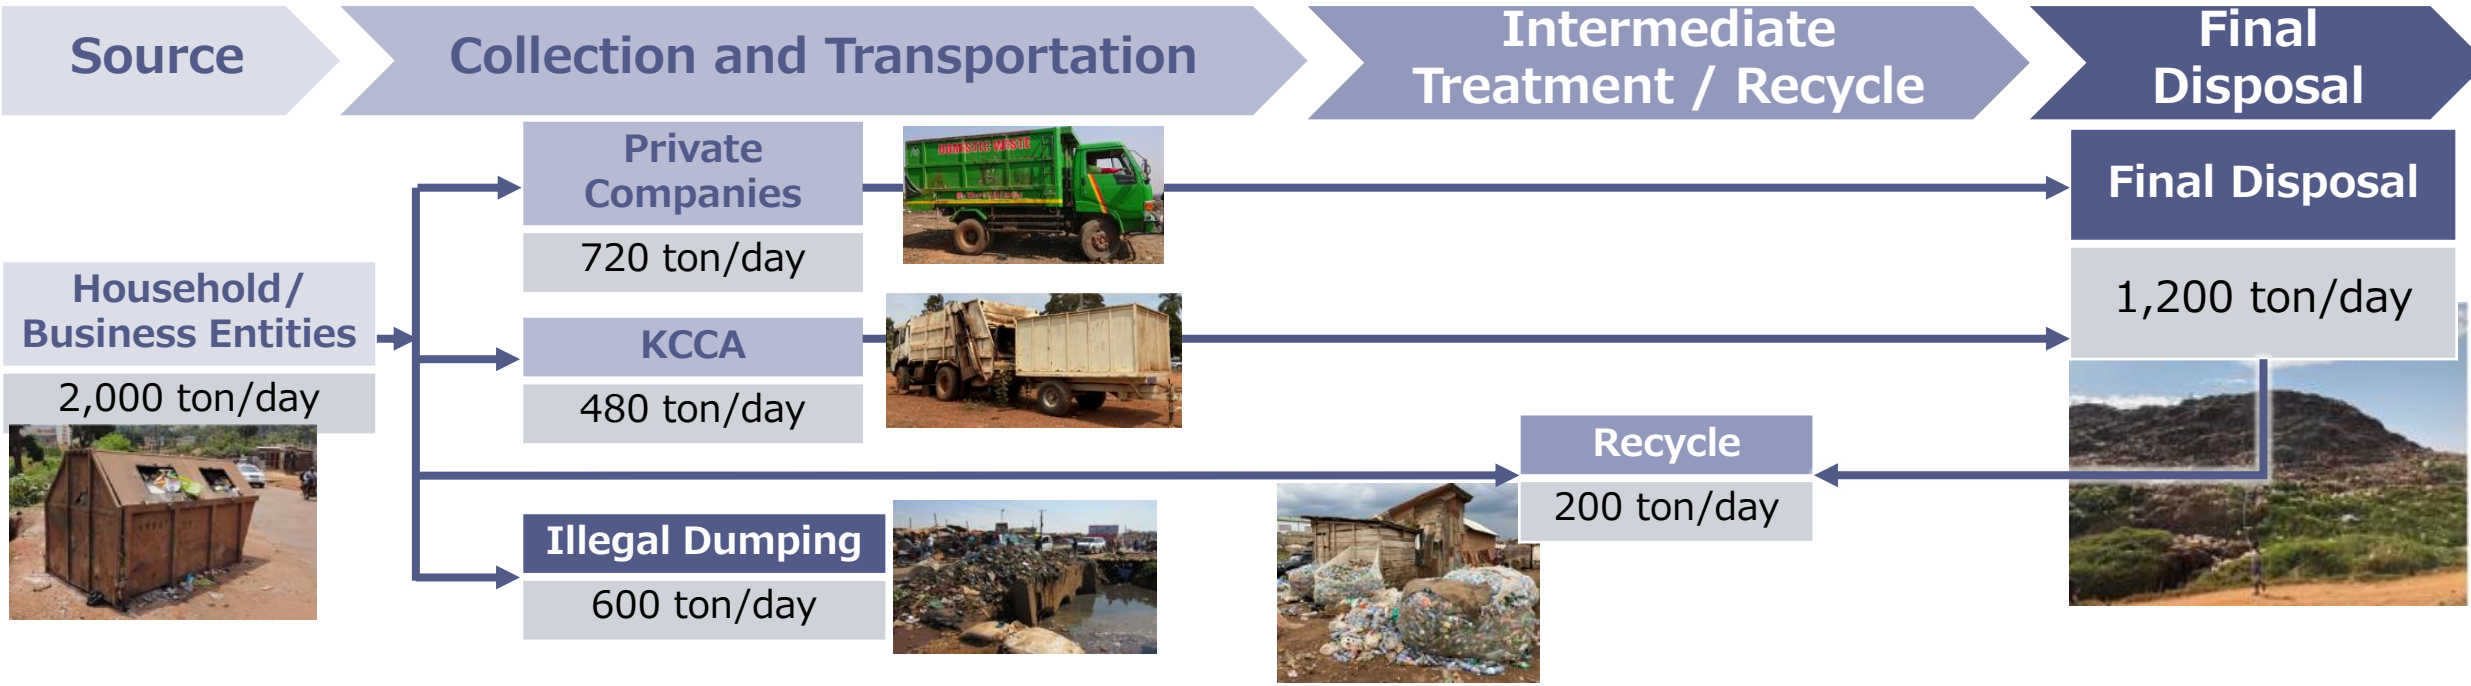 Source
Collection and Transportation
Intermediate
Treatment / Recycle
Final
Disposal
Private
Companies
720 ton/day
DOMESTIC WASTE
Final Disposal
1,200 ton/day
Household/
Business Entities
2,000 ton/day
KCCA
480 ton/day
Recycle
200 ton/day
Illegal Dumping
600 ton/day